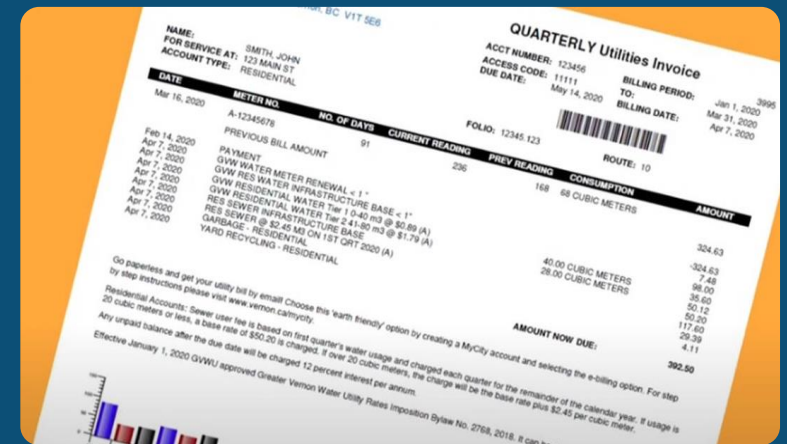 BC V1T 5E6
QUARTERLY Utilities Invoice
NAME: SMITH, JOHN
FOR SERVICE AT: 123 MAIN ST
ACCOUNT TYPE: RESIDENTIAL
ACCT NUMBER: 123456
ACCESS CODE: 11111
DUE DATE: May 14, 2020
3995
BILLING PERIOD: Jan 1, 2020
TO: Mar 31, 2020
BILLING DATE: Apr 7, 2020
FOLIO: 12345.123
ROUTE: 10
DATE METER NO. NO. OF DAYS CURRENT READING PREV READING CONSUMPTION AMOUNT
Mar 16, 2020 A-12345678 91 236 168 68 CUBIC METERS
PREVIOUS BILL AMOUNT 324.63
Feb 14, 2020 PAYMENT -324.63
Apr 7, 2020 GVW WATER METER RENEWAL < 1" 7.48
Apr 7, 2020 GVW RES WATER INFRASTRUCTURE BASE < 1" 98.00
Apr 7, 2020 GVW RESIDENTIAL WATER Tier 1 0-40 m3 @ $0.89 (A) 40.00 CUBIC METERS 35.60
Apr 7, 2020 GVW RESIDENTIAL WATER Tier 2 41-80 m3 @ $1.79 (A) 28.00 CUBIC METERS 50.12
Apr 7, 2020 RES SEWER INFRASTRUCTURE BASE 50.20
Apr 7, 2020 RES SEWER @ $2.45 M3 ON 1ST QRT 2020 (A) 117.60
Apr 7, 2020 GARBAGE - RESIDENTIAL 29.39
Apr 7, 2020 YARD RECYCLING - RESIDENTIAL 4.11
AMOUNT NOW DUE: 392.50
Go paperless and get your utility bill by email! Choose this 'earth friendly' option by creating a MyCity account and selecting the e-billing option. For step
by step instructions please visit www.vernon.ca/mycity.
Residential Accounts: Sewer user fee is based on first quarter's water usage and charged each quarter for the remainder of the calendar year. If usage is
20 cubic meters or less, a base rate of $50.20 is charged. If over 20 cubic meters, the charge will be the base rate plus $2.45 per cubic meter.
Any unpaid balance after the due date will be charged 12 percent interest per annum.
Effective January 1, 2020 GVWU approved Greater Vernon Water Utility Rates Imposition Bylaw No. 2768, 2018. It can